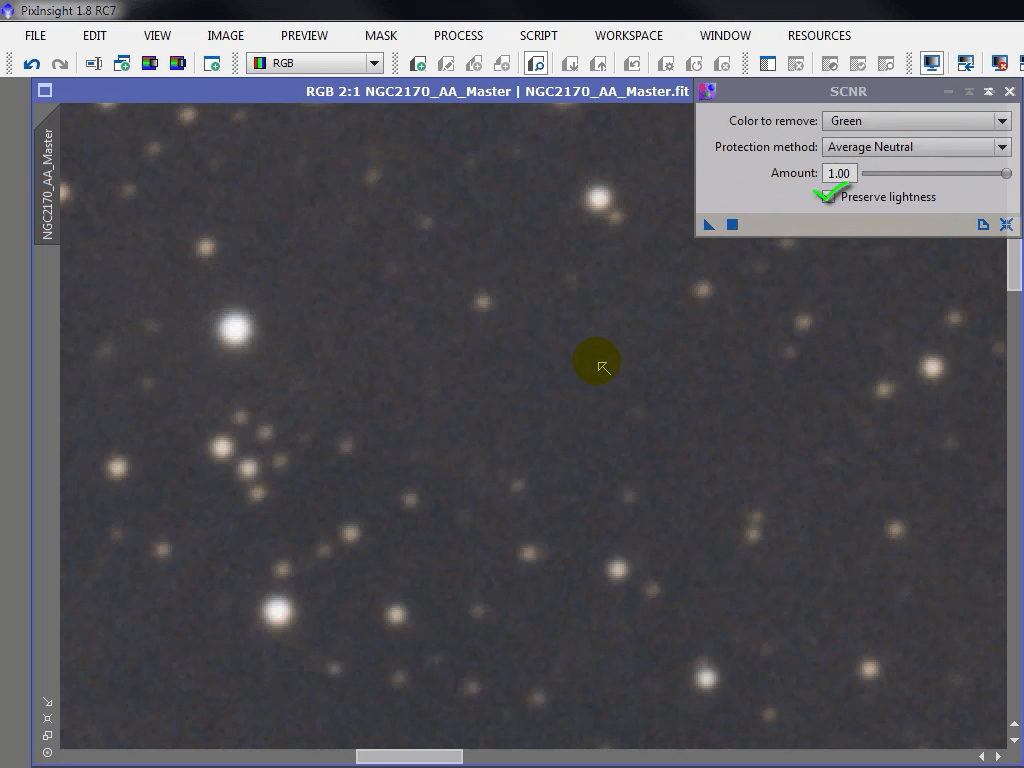 PixInsight 1.8 RC7
FILE EDIT VIEW IMAGE PREVIEW MASK PROCESS SCRIPT WORKSPACE WINDOW RESOURCES
RGB
RGB 2:1 NGC2170_AA_Master | NGC2170_AA_Master.fit
NGC2170_AA_Master
SCNR
Color to remove: Green
Protection method: Average Neutral
Amount: 1.00
Preserve lightness